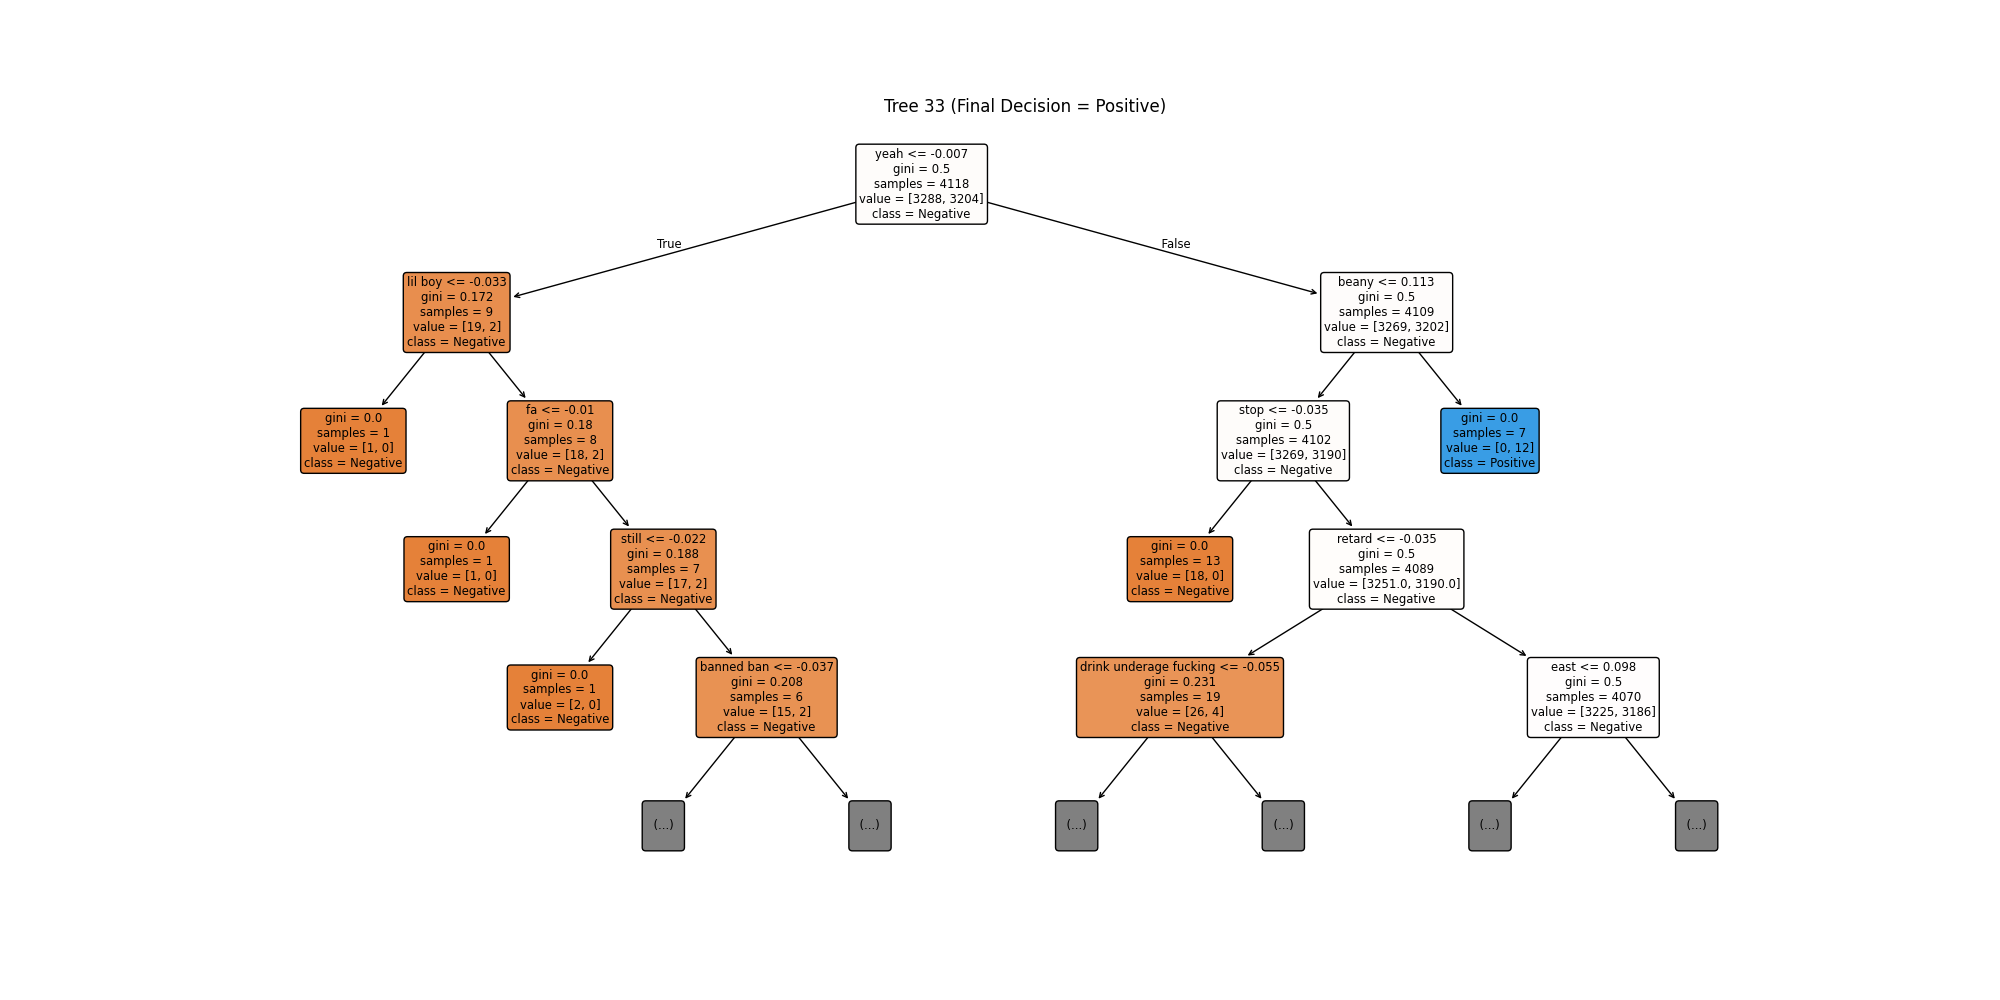 Tree 33 (Final Decision = Positive)
yeah <= -0.007
gini = 0.5
samples = 4118
value = [3288, 3204]
class = Negative
True
False
lil boy <= -0.033
gini = 0.172
samples = 9
value = [19, 2]
class = Negative
beany <= 0.113
gini = 0.5
samples = 4109
value = [3269, 3202]
class = Negative
gini = 0.0
samples = 1
value = [1, 0]
class = Negative
fa <= -0.01
gini = 0.18
samples = 8
value = [18, 2]
class = Negative
stop <= -0.035
gini = 0.5
samples = 4102
value = [3269, 3190]
class = Negative
gini = 0.0
samples = 7
value = [0, 12]
class = Positive
gini = 0.0
samples = 1
value = [1, 0]
class = Negative
still <= -0.022
gini = 0.188
samples = 7
value = [17, 2]
class = Negative
gini = 0.0
samples = 13
value = [18, 0]
class = Negative
retard <= -0.035
gini = 0.5
samples = 4089
value = [3251.0, 3190.0]
class = Negative
gini = 0.0
samples = 1
value = [2, 0]
class = Negative
banned ban <= -0.037
gini = 0.208
samples = 6
value = [15, 2]
class = Negative
drink underage fucking <= -0.055
gini = 0.231
samples = 19
value = [26, 4]
class = Negative
east <= 0.098
gini = 0.5
samples = 4070
value = [3225, 3186]
class = Negative
(...)
(...)
(...)
(...)
(...)
(...)